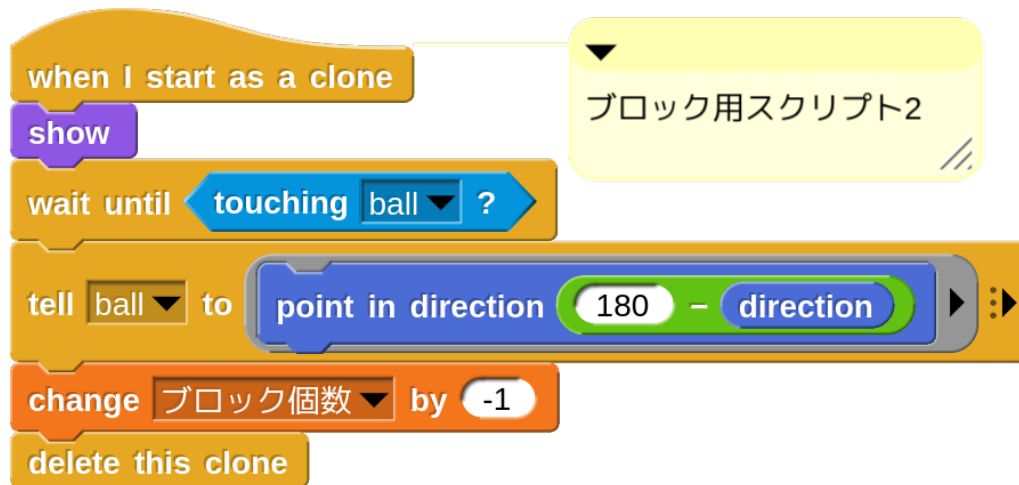 when I start as a clone
ブロック用スクリプト2
show
wait until touching ball ?
tell ball to point in direction 180 - direction
change ブロック個数 by -1
delete this clone